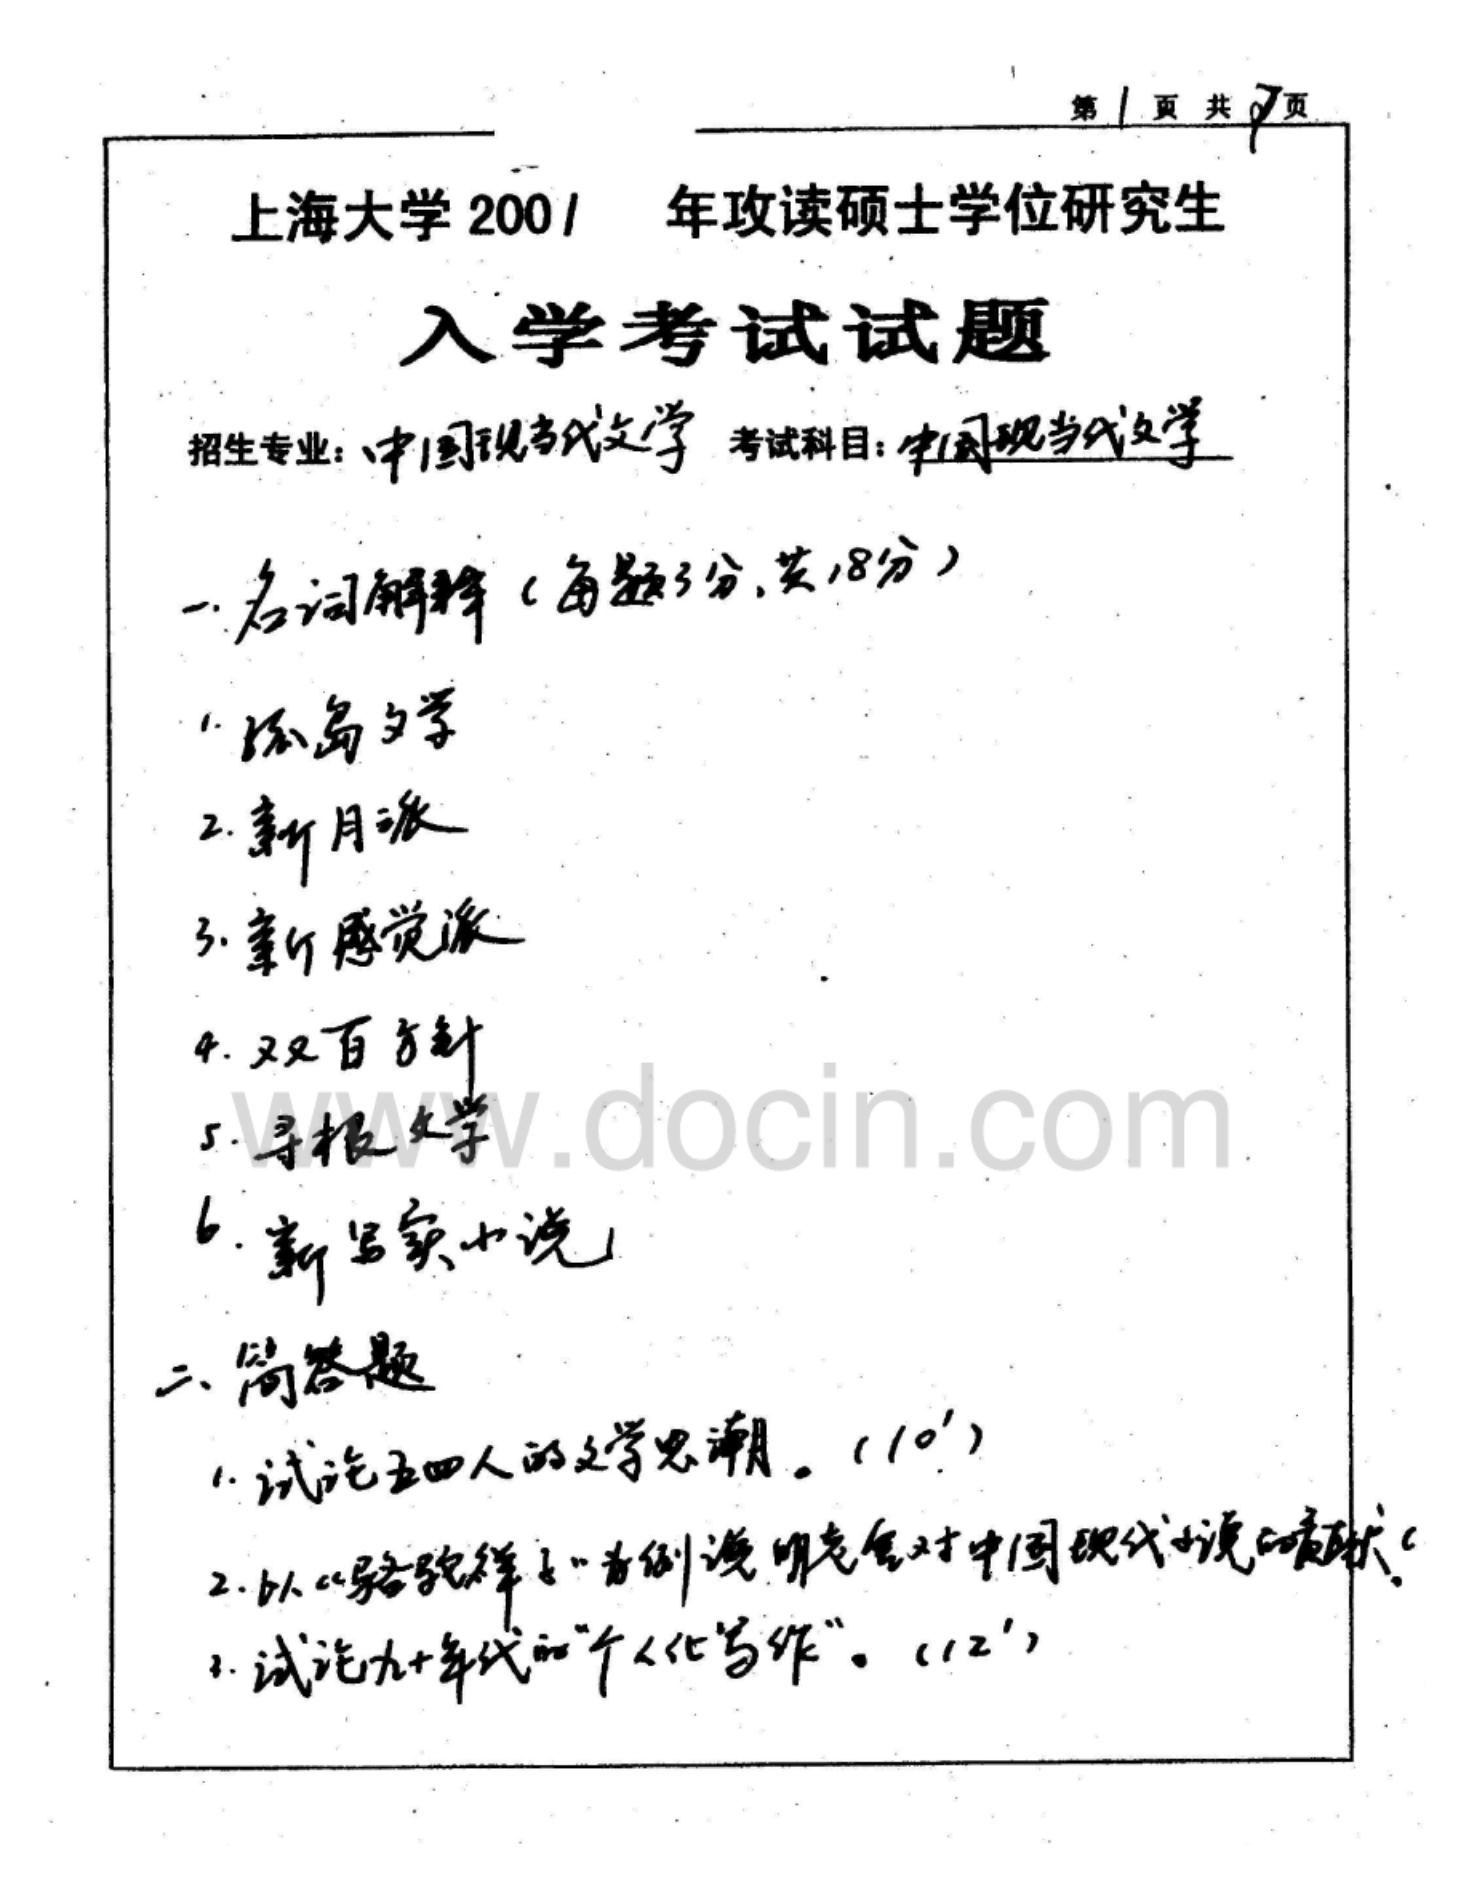 第1页 共 页
上海大学2001 年攻读硕士学位研究生
入学考试试题
招生专业：中国现当代文学 考试科目：中国现当代文学
一.名词解释（每题3分、共18分）
1.孤岛文学
2.新月派
3.新感觉派
4.双百方针
5.寻根文学
6.新写实小说
www.docin.com
二、简答题
1.试论五四人的文学思潮。（10'）
2.以“骆驼祥子”为例说明老舍对中国现代小说的贡献。（
3.试论九十年代的“个人化写作”。（12'）